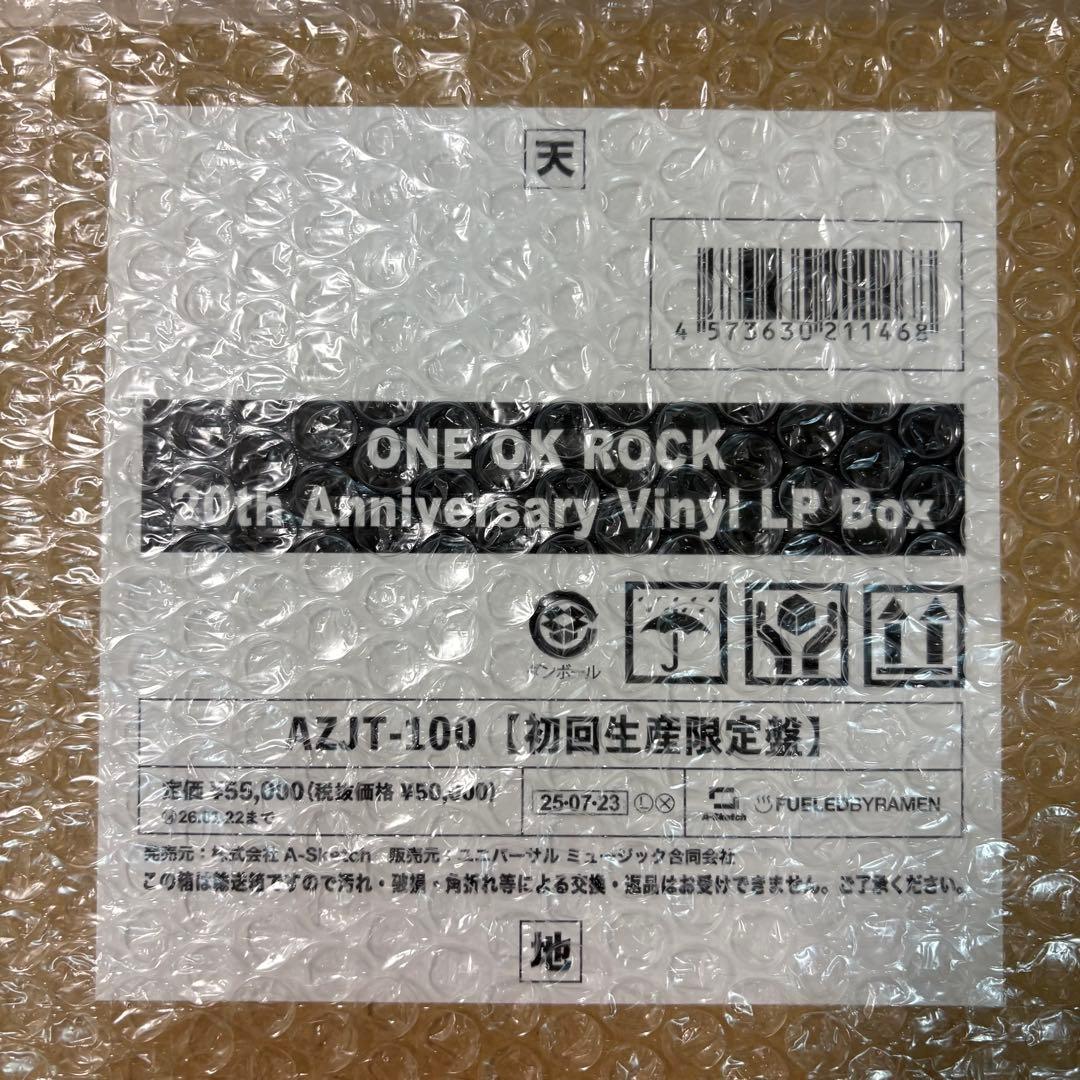 天
4 573630 211468
ONE OK ROCK
20th Anniversary Vinyl LP Box
ダンボール
AZJT-100【初回生産限定盤】
定価 ¥55,000(税抜価格 ¥50,000)
まで
25・07・23 Ⓛ Ⓧ
A-Sketch FUELEDBYRAMEN
発売元：株式会社 A-Sketch 販売元：ユニバーサル ミュージック合同会社
この箱は輸送箱ですので汚れ・破損・角折れ等による交換・返品はお受けできません。ご了承ください。
地